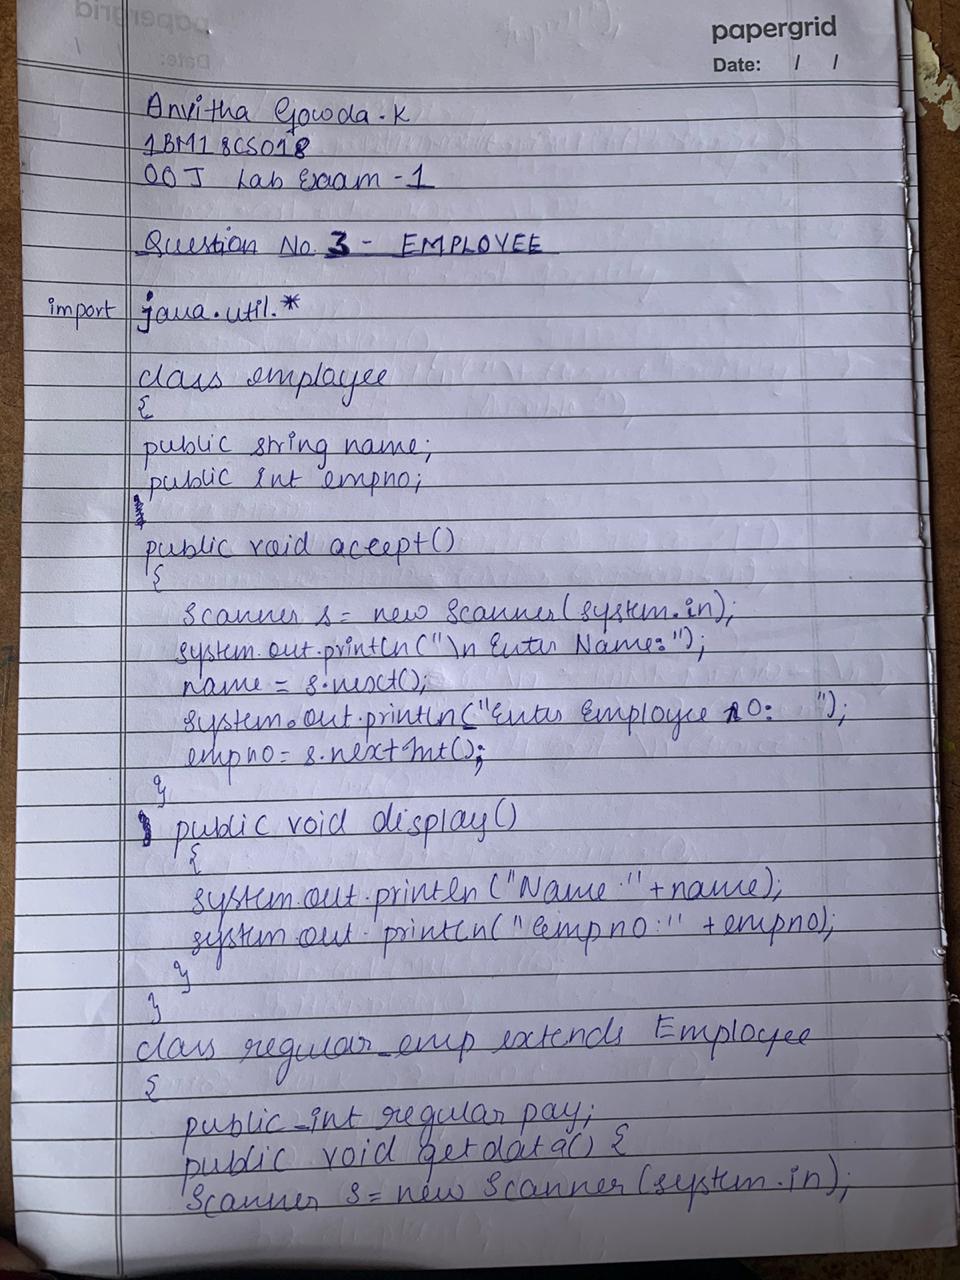 papergrid
Date: / /
Anvitha Gowda.K
1BM18CS018
OOJ Lab Exam -1
Question No. 3 - EMPLOYEE
import java.util.*
class employee
{
public string name;
public int empno;
public void accept()
{
Scanner s= new Scanner(system.in);
system.out.println("\n Enter Name:");
name = s.next();
system.out.println("Enter Employee no: ");
empno= s.nextInt();
}
public void display()
{
system.out.println("Name:"+name);
system.out.println("Empno:" +empno);
}
}
class regular_emp extends Employee
{
public int regular pay;
public void getdata() {
Scanner s= new Scanner(system.in);